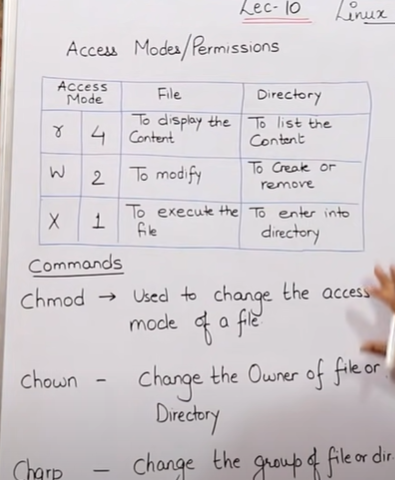 Lec-10 Linux
Access Modes/Permissions
Access Mode File Directory
r 4 To display the Content To list the Content
W 2 To modify To Create or remove
X 1 To execute the file To enter into directory
Commands
Chmod → Used to change the access
mode of a file.
Chown - Change the Owner of file or
Directory
Chgrp - Change the group of file or dir.